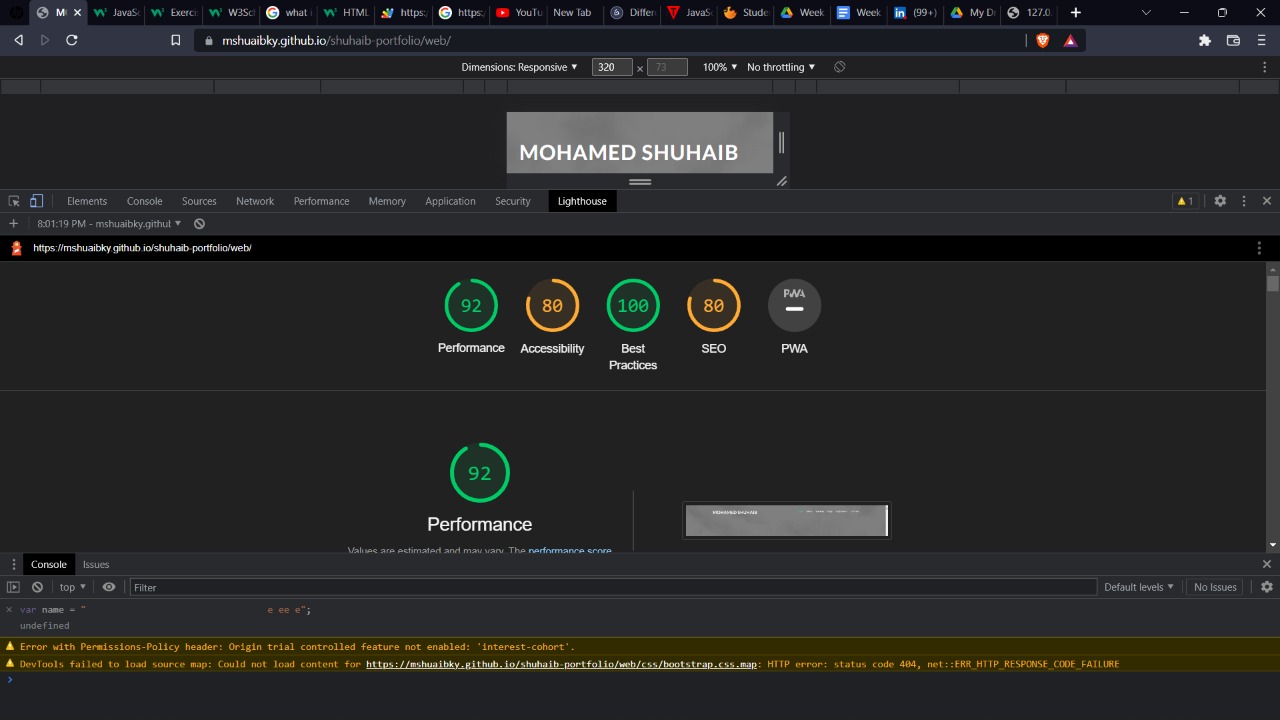 M JavaS Exerci W3Sch what i HTML https:/ https:/ YouTu New Tab Differ JavaS Stude Week Week (99+) My Dr 127.0.
mshuaibky.github.io/shuhaib-portfolio/web/
Dimensions: Responsive 320 × 73 100% No throttling
MOHAMED SHUHAIB
Elements Console Sources Network Performance Memory Application Security Lighthouse 1
8:01:19 PM - mshuaibky.githul
https://mshuaibky.github.io/shuhaib-portfolio/web/
92 80 100 80 PWA
Performance Accessibility Best Practices SEO PWA
92
Performance
MOHAMED SHUHAIB
Values are estimated and may vary. The performance score
Console Issues
top Filter Default levels No Issues
var name = " e ee e";
undefined
Error with Permissions-Policy header: Origin trial controlled feature not enabled: 'interest-cohort'.
DevTools failed to load source map: Could not load content for https://mshuaibky.github.io/shuhaib-portfolio/web/css/bootstrap.css.map: HTTP error: status code 404, net::ERR_HTTP_RESPONSE_CODE_FAILURE